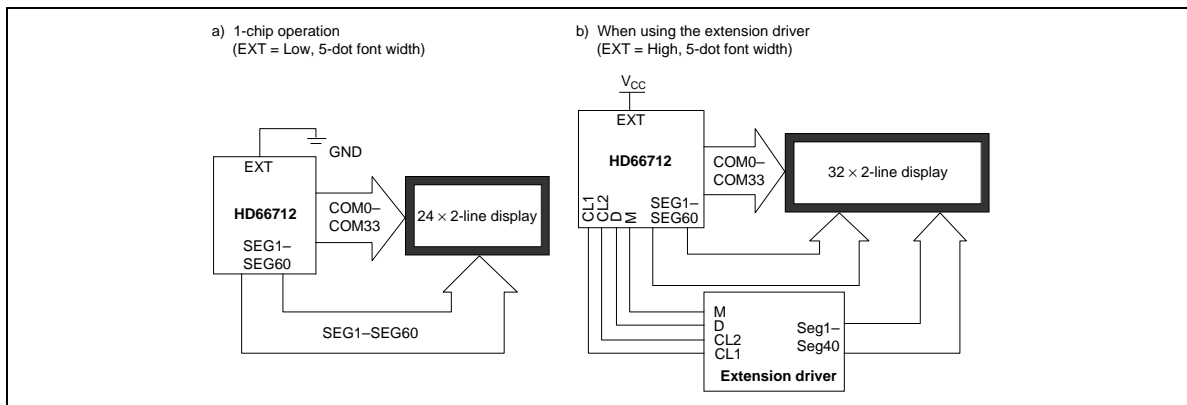 a) 1-chip operation
(EXT = Low, 5-dot font width)
EXT
GND
HD66712
SEG1–
SEG60
COM0–
COM33
24 × 2-line display
SEG1–SEG60
b) When using the extension driver
(EXT = High, 5-dot font width)
VCC
EXT
HD66712
CL1
CL2
D
M
SEG1–
SEG60
COM0–
COM33
32 × 2-line display
M
D
CL2
CL1
Seg1–
Seg40
Extension driver